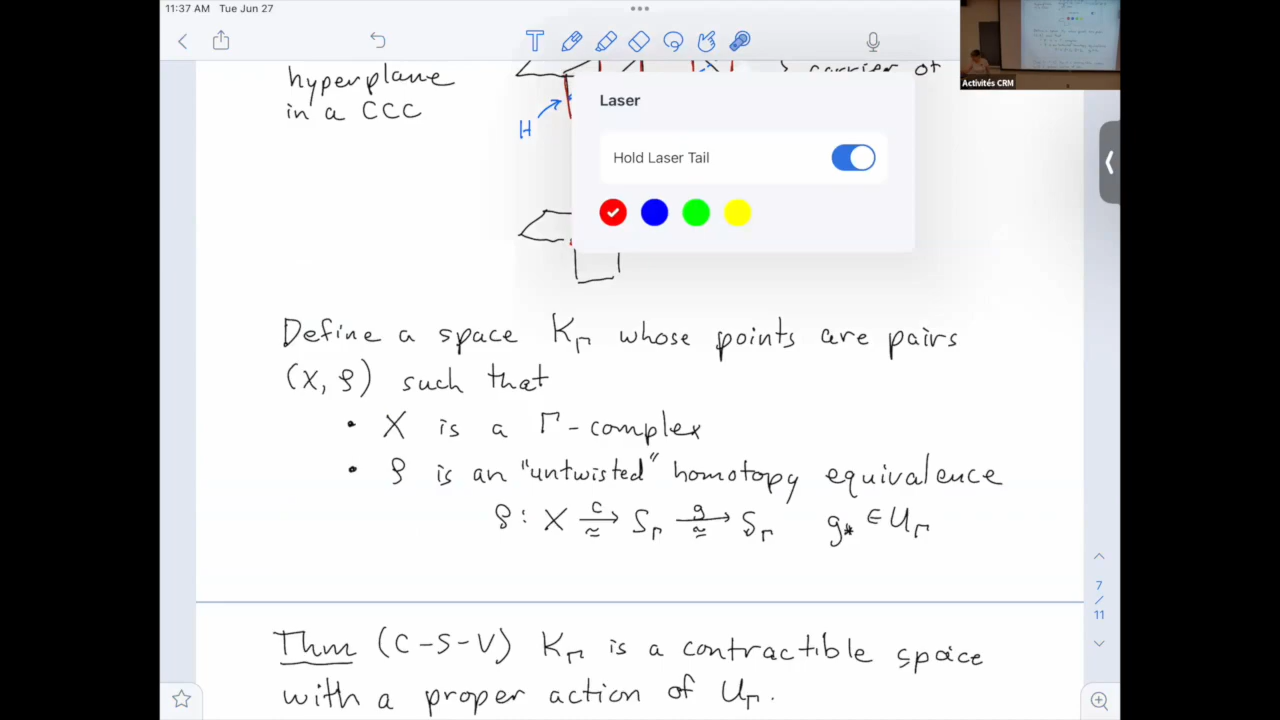 11:37 AM Tue Jun 27
Activités CRM
hyperplane
in a CCC
carrier of
H
Laser
Hold Laser Tail
Define a space K_Γ whose points are pairs
(X, ρ) such that
• X is a Γ-complex
• ρ is an "untwisted" homotopy equivalence
ρ: X →^c_≃ S_Γ →^g_≃ S_Γ g_* ∈ U_Γ
7
/
11
Thm (C-S-V) K_Γ is a contractible space
with a proper action of U_Γ.